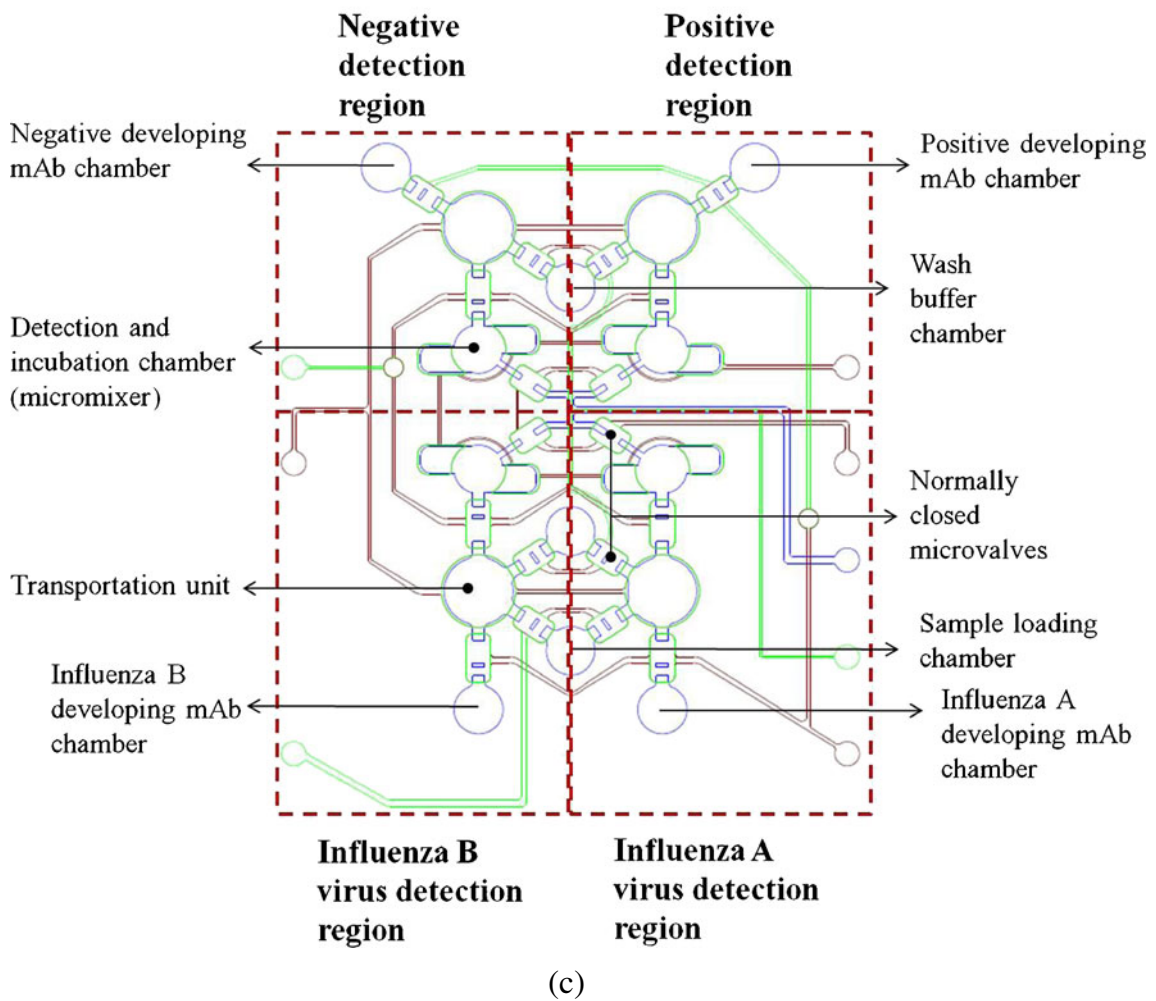 Negative
detection
region
Positive
detection
region
Negative developing
mAb chamber
Positive developing
mAb chamber
Wash
buffer
chamber
Detection and
incubation chamber
(micromixer)
Normally
closed
microvalves
Transportation unit
Sample loading
chamber
Influenza B
developing mAb
chamber
Influenza A
developing mAb
chamber
Influenza B
virus detection
region
Influenza A
virus detection
region
(c)